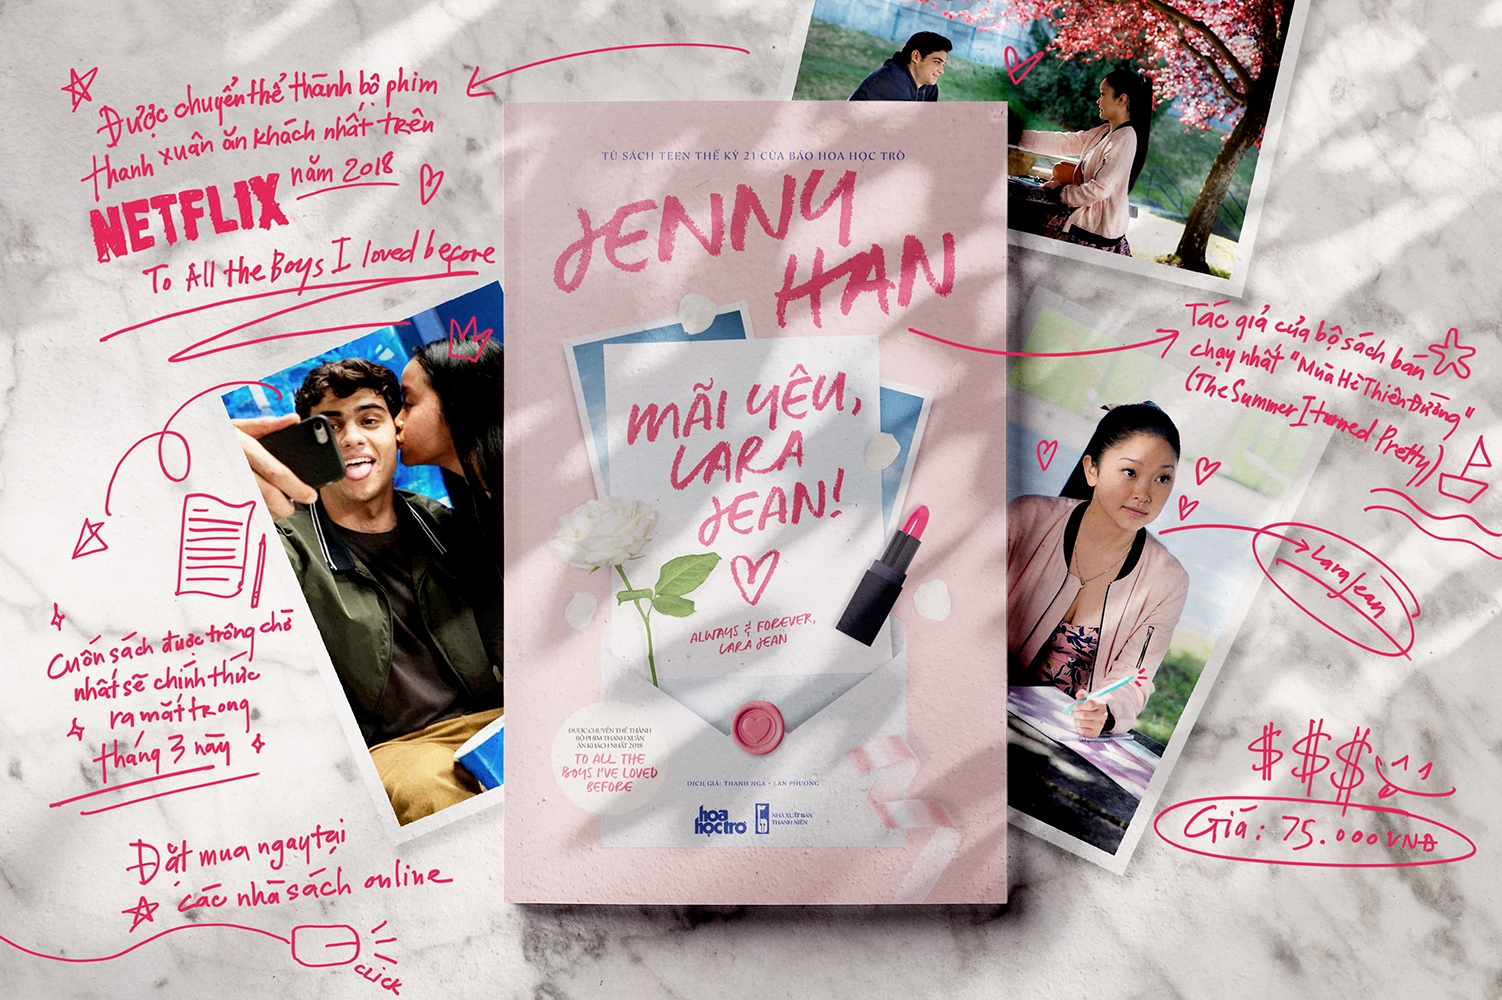 Được chuyển thể thành bộ phim
thanh xuân ăn khách nhất trên
NETFLIX năm 2018
To All the Boys I loved before
Cuốn sách được trông chờ
nhất sẽ chính thức
ra mắt trong
tháng 3 này
Đặt mua ngay tại
các nhà sách online
CLICK
TỦ SÁCH TEEN THẾ KỶ 21 CỦA BÁO HOA HỌC TRÒ
JENNY
HAN
MÃI YÊU,
LARA
JEAN!
ALWAYS & FOREVER,
LARA JEAN
ĐƯỢC CHUYỂN THỂ THÀNH
BỘ PHIM THANH XUÂN
ĂN KHÁCH NHẤT 2018
TO ALL THE
BOYS I'VE LOVED
BEFORE
DỊCH GIẢ: THANH NGA - LAN PHƯƠNG
hoa
học trò
NHÀ XUẤT BẢN
THANH NIÊN
Tác giả của bộ sách bán
chạy nhất "Mùa Hè Thiên Đường"
(The Summer I turned Pretty)
Lara Jean
$$$
Giá: 75.000 VNĐ